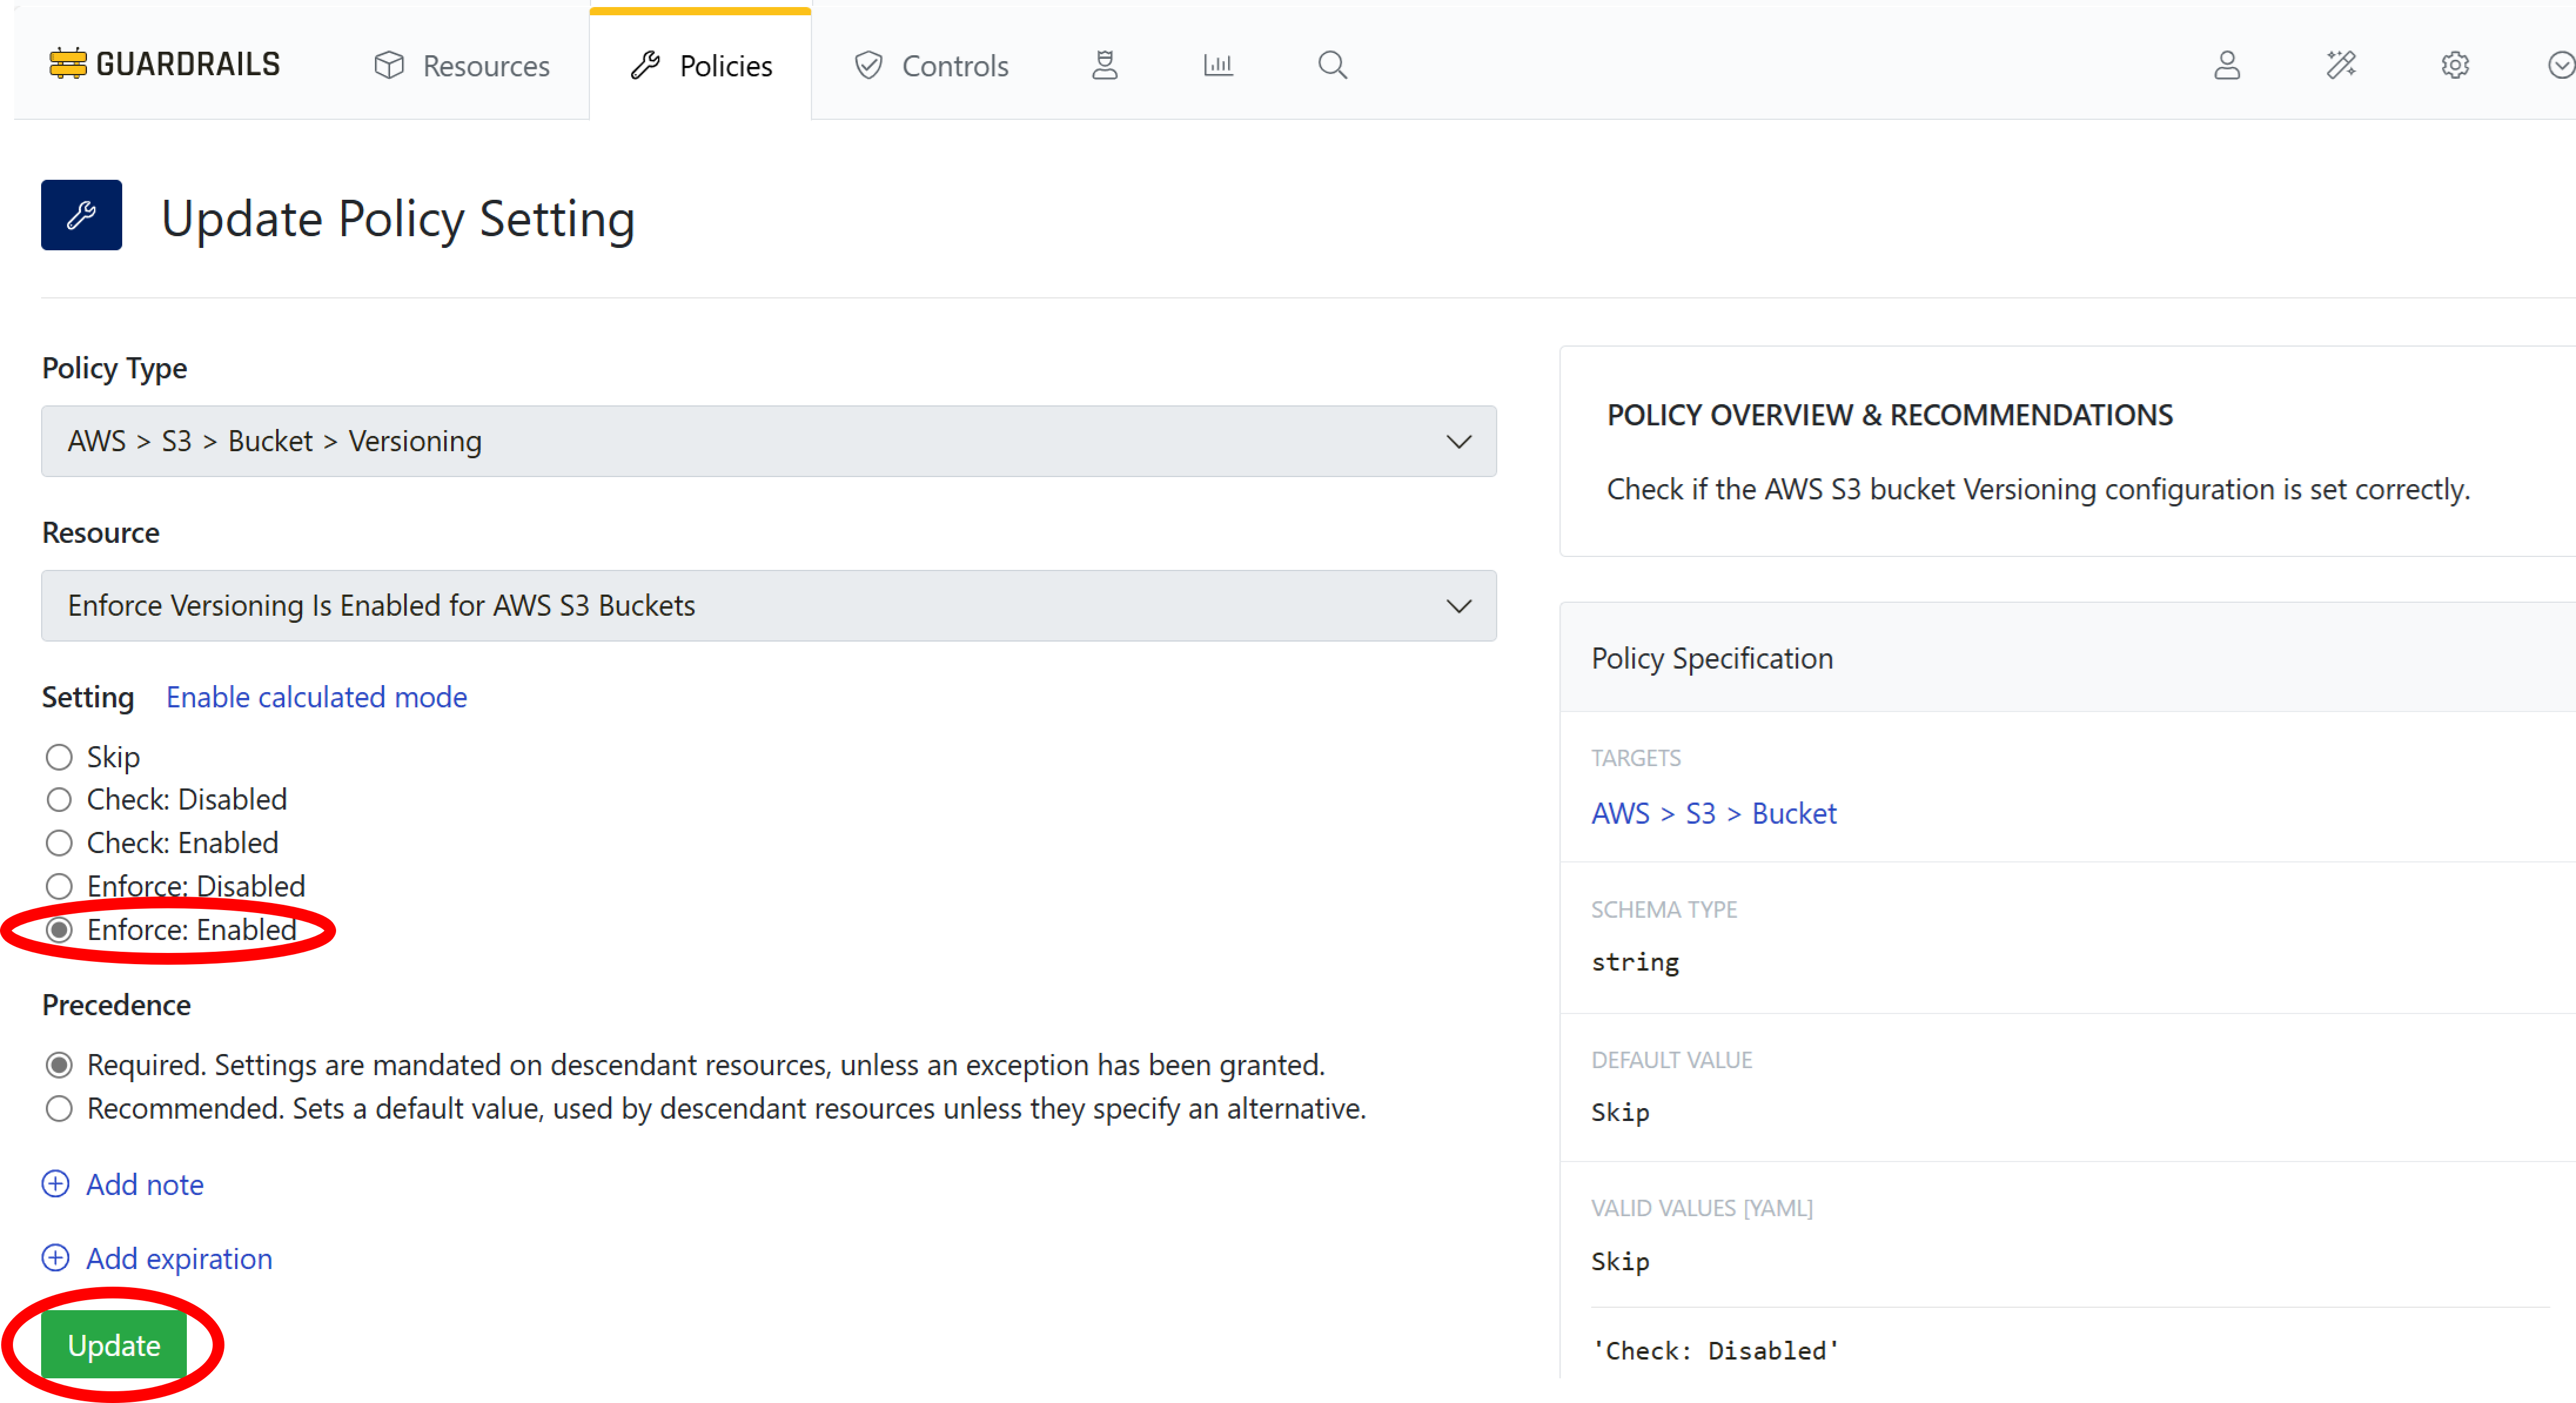 GUARDRAILS Resources Policies Controls
Update Policy Setting
Policy Type
AWS > S3 > Bucket > Versioning
Resource
Enforce Versioning Is Enabled for AWS S3 Buckets
Setting Enable calculated mode
Skip
Check: Disabled
Check: Enabled
Enforce: Disabled
Enforce: Enabled
Precedence
Required. Settings are mandated on descendant resources, unless an exception has been granted.
Recommended. Sets a default value, used by descendant resources unless they specify an alternative.
Add note
Add expiration
Update
POLICY OVERVIEW & RECOMMENDATIONS
Check if the AWS S3 bucket Versioning configuration is set correctly.
Policy Specification
TARGETS
AWS > S3 > Bucket
SCHEMA TYPE
string
DEFAULT VALUE
Skip
VALID VALUES [YAML]
Skip
'Check: Disabled'